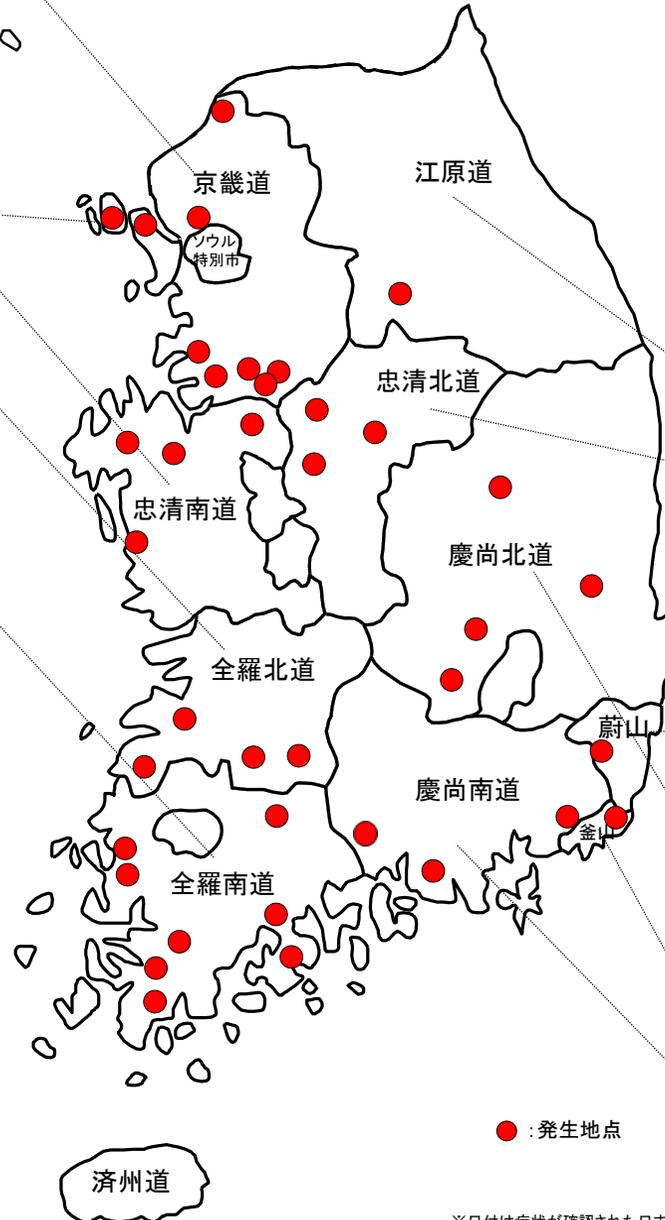 江原道
京畿道
ソウル
特別市
忠清北道
忠清南道
慶尚北道
全羅北道
蔚山
慶尚南道
釜山
全羅南道
:発生地点
済州道